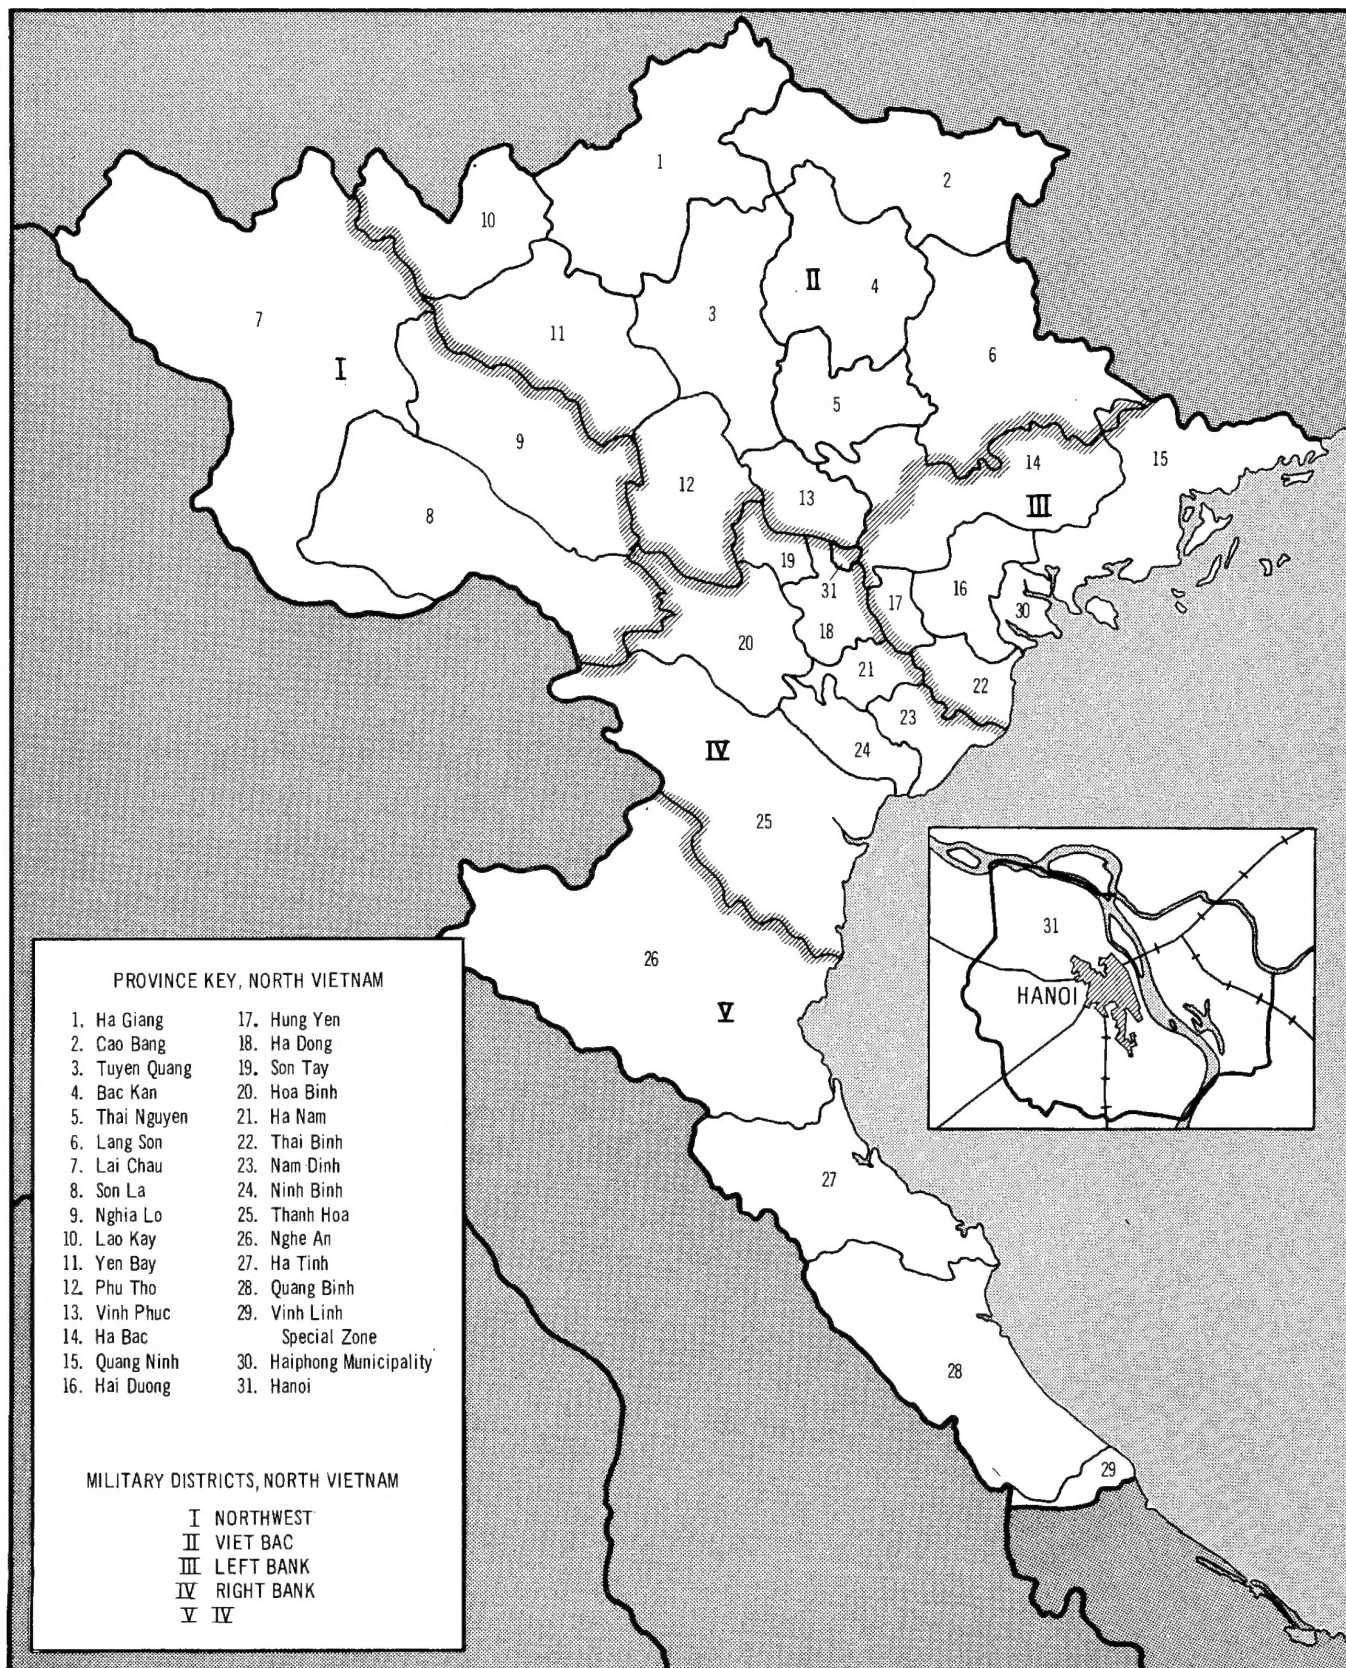 1
2
10
II
4
7
3
11
6
I
5
9
14
15
12
13
8
III
19
31
17
16
30
18
20
21
22
23
IV
24
25
31
HANOI
26
V
27
28
29
PROVINCE KEY, NORTH VIETNAM
1. Ha Giang
2. Cao Bang
3. Tuyen Quang
4. Bac Kan
5. Thai Nguyen
6. Lang Son
7. Lai Chau
8. Son La
9. Nghia Lo
10. Lao Kay
11. Yen Bay
12. Phu Tho
13. Vinh Phuc
14. Ha Bac
15. Quang Ninh
16. Hai Duong
17. Hung Yen
18. Ha Dong
19. Son Tay
20. Hoa Binh
21. Ha Nam
22. Thai Binh
23. Nam Dinh
24. Ninh Binh
25. Thanh Hoa
26. Nghe An
27. Ha Tinh
28. Quang Binh
29. Vinh Linh
Special Zone
30. Haiphong Municipality
31. Hanoi
MILITARY DISTRICTS, NORTH VIETNAM
I NORTHWEST
II VIET BAC
III LEFT BANK
IV RIGHT BANK
V IV